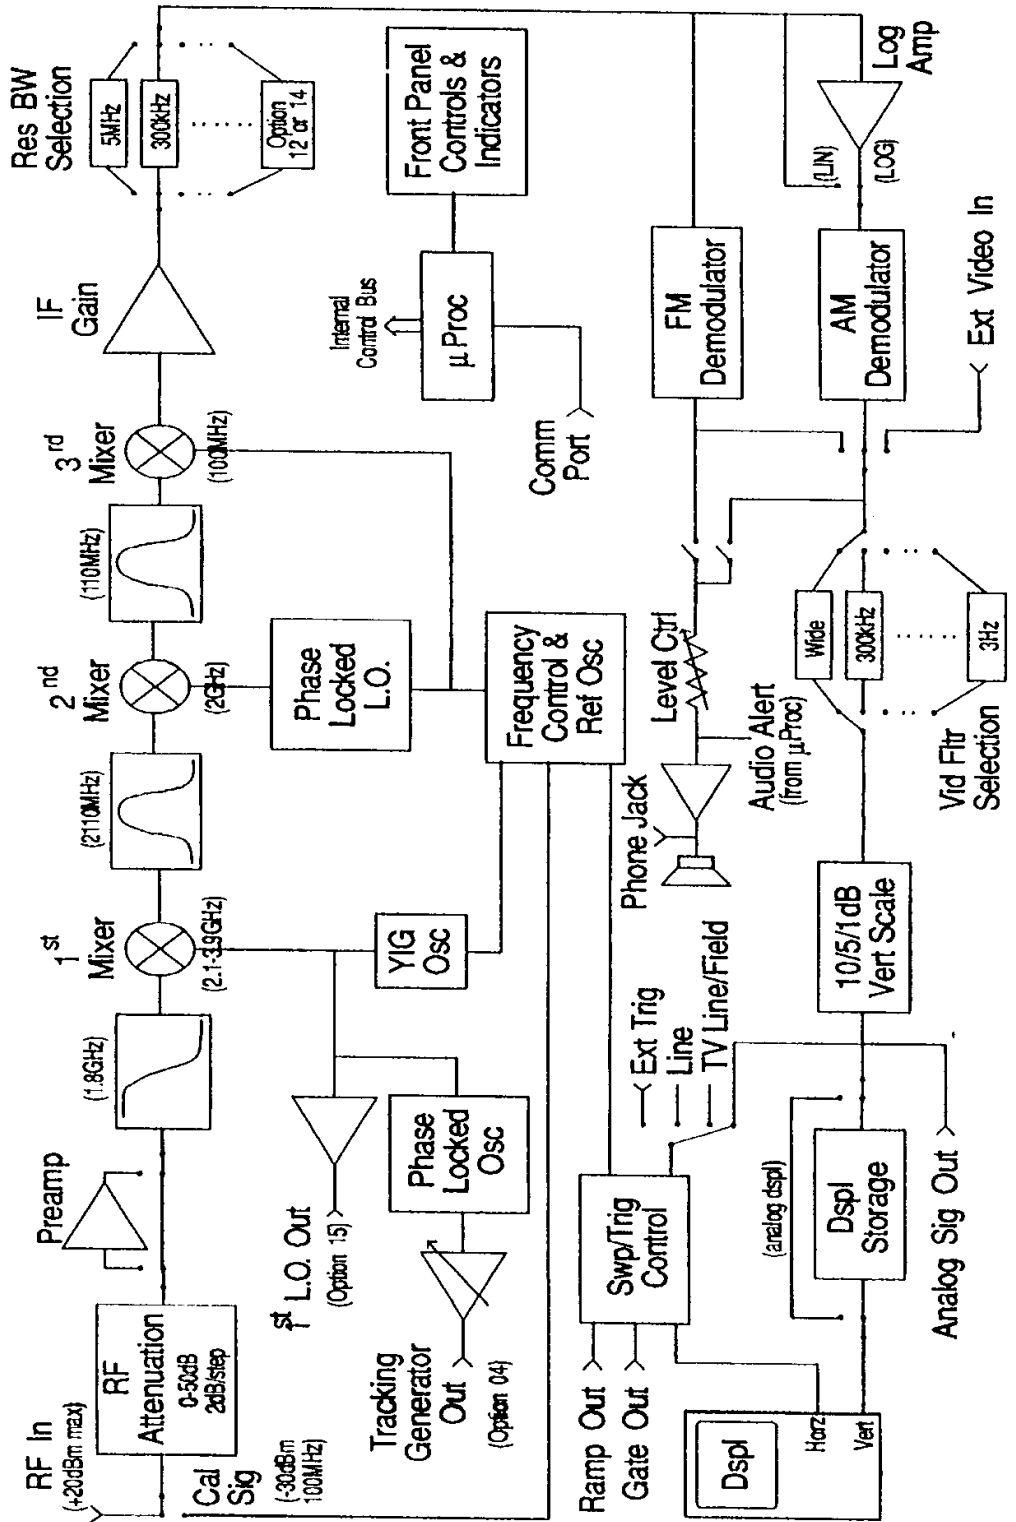 RF In
(+20dBm max)
RF
Attenuation
0-50dB
2dB/step
Cal
Sig
(-30dBm
100MHz)
Preamp
(1.8GHz)
1st
Mixer
(2.1-3.9GHz)
(2110MHz)
2nd
Mixer
(2GHz)
(110MHz)
3rd
Mixer
(100MHz)
IF
Gain
Res BW
Selection
5MHz
300kHz
Option
12 or 14
1st L.O. Out
(Option 15)
Tracking
Generator
Out
(Option 04)
Phase
Locked
Osc
YIG
Osc
Phase
Locked
L.O.
Frequency
Control &
Ref Osc
Internal
Control Bus
µ Proc
Comm
Port
Front Panel
Controls &
Indicators
Ramp Out
Gate Out
Swp/Trig
Control
Ext Trig
Line
TV Line/Field
Phone Jack
Level Ctrl
Audio Alert
(from µProc)
FM
Demodulator
Log
Amp
(LIN)
(LOG)
AM
Demodulator
Ext Video In
Wide
300kHz
3Hz
Vid Fltr
Selection
10/5/1dB
Vert Scale
(analog dspl)
Dspl
Storage
Analog Sig Out
Dspl
Horz
Vert